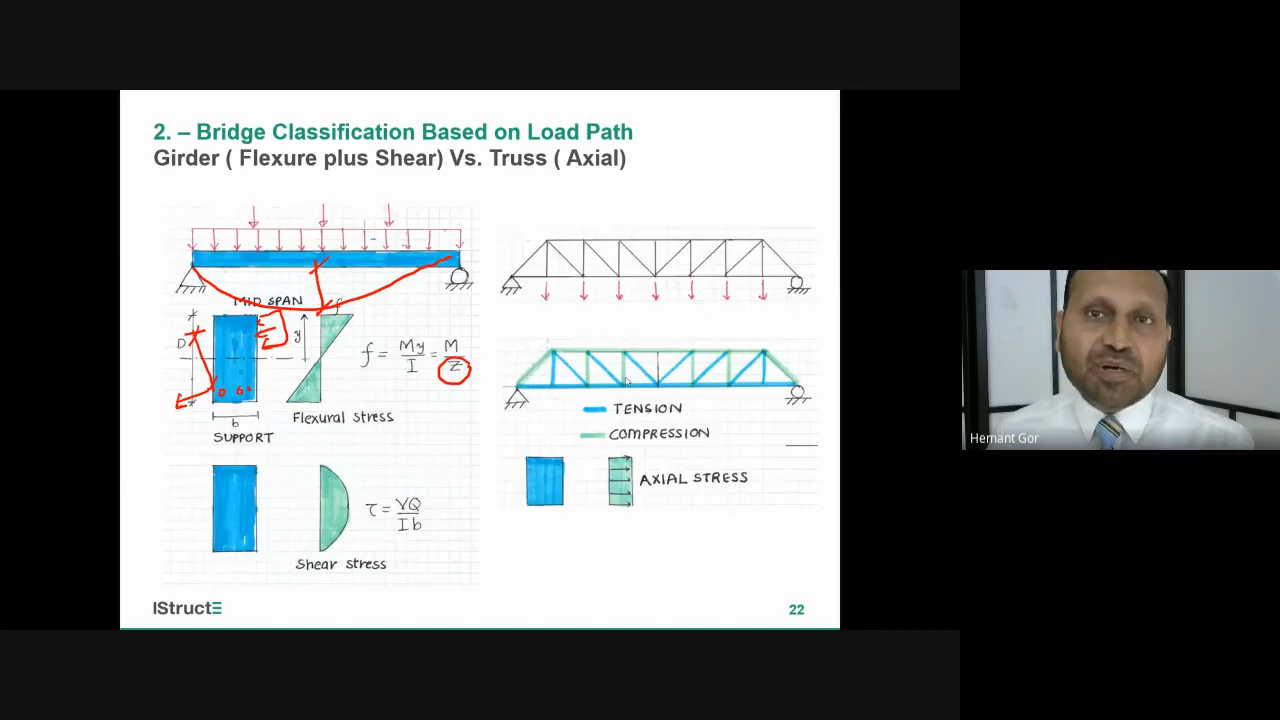 2. – Bridge Classification Based on Load Path
Girder ( Flexure plus Shear) Vs. Truss ( Axial)
MID SPAN
f
D
y
f = My/I = M/Z
b
Flexural stress
SUPPORT
τ = VQ/Ib
Shear stress
TENSION
COMPRESSION
AXIAL STRESS
IStructE
22
Hemant Gor